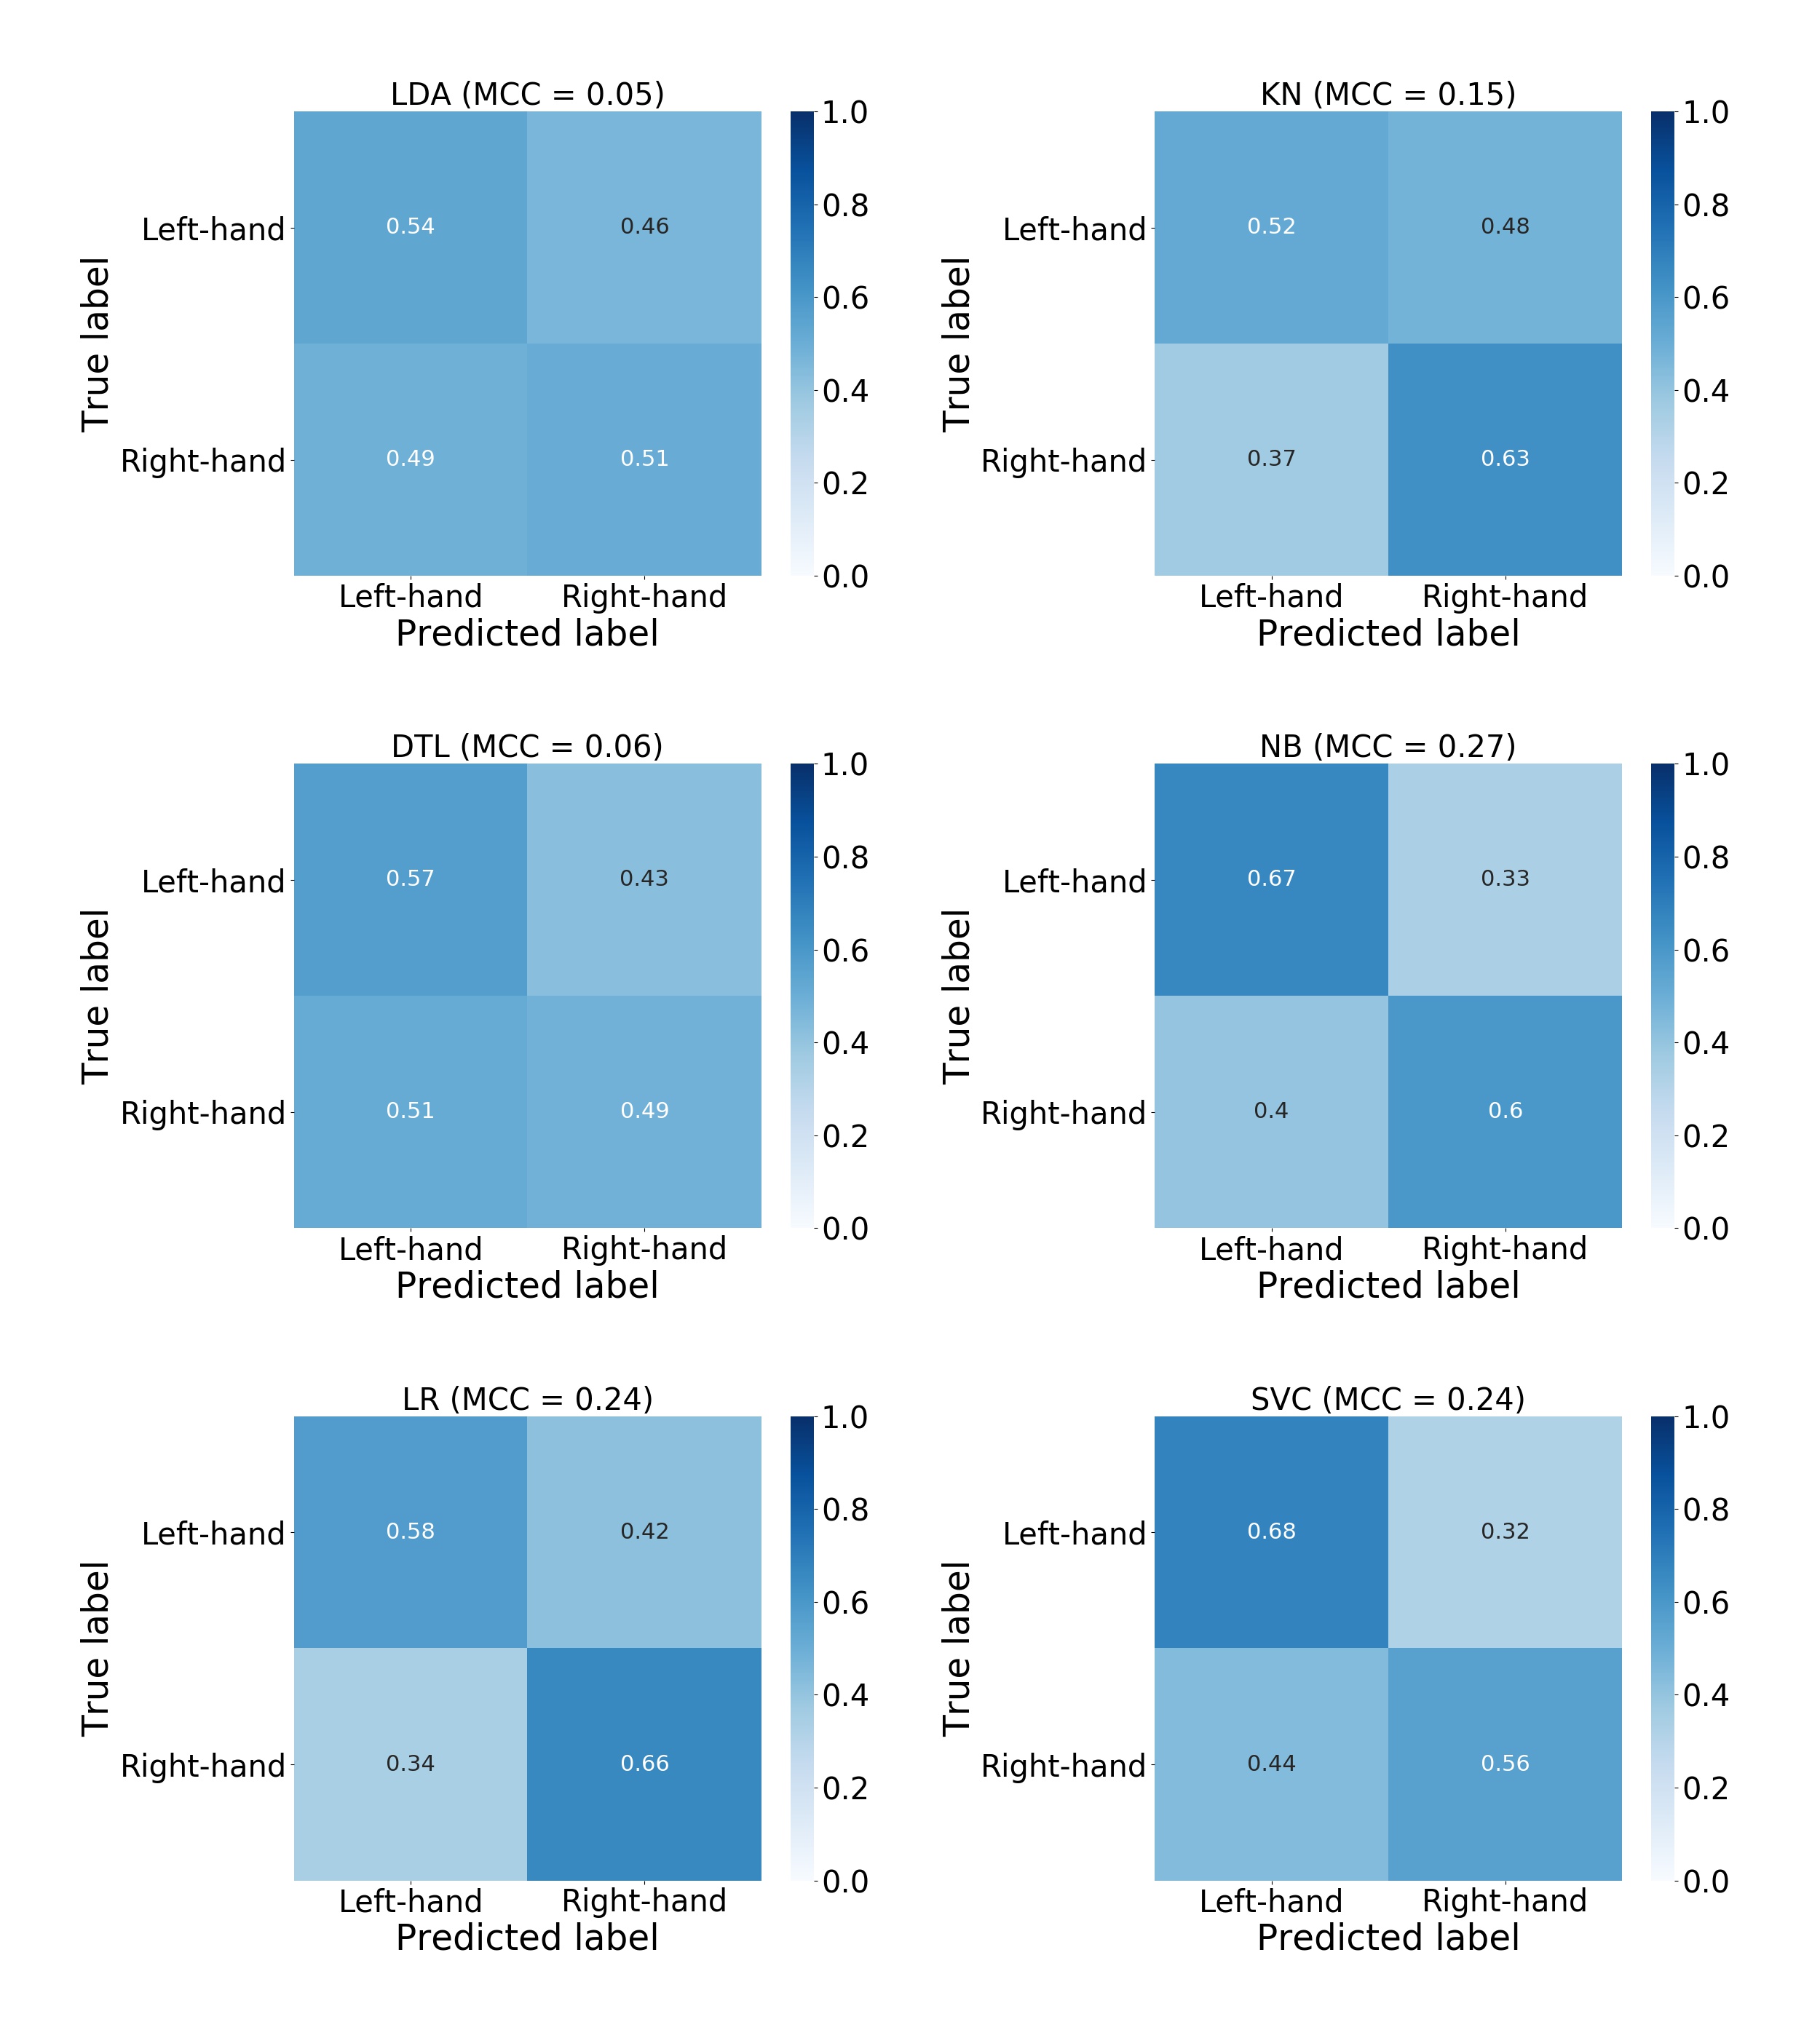 LDA (MCC = 0.05)
1.0
0.8
0.6
0.4
0.2
0.0
True label
Left-hand
0.54 0.46
Right-hand
0.49 0.51
Left-hand Right-hand
Predicted label
KN (MCC = 0.15)
1.0
0.8
0.6
0.4
0.2
0.0
True label
Left-hand
0.52 0.48
Right-hand
0.37 0.63
Left-hand Right-hand
Predicted label
DTL (MCC = 0.06)
1.0
0.8
0.6
0.4
0.2
0.0
True label
Left-hand
0.57 0.43
Right-hand
0.51 0.49
Left-hand Right-hand
Predicted label
NB (MCC = 0.27)
1.0
0.8
0.6
0.4
0.2
0.0
True label
Left-hand
0.67 0.33
Right-hand
0.4 0.6
Left-hand Right-hand
Predicted label
LR (MCC = 0.24)
1.0
0.8
0.6
0.4
0.2
0.0
True label
Left-hand
0.58 0.42
Right-hand
0.34 0.66
Left-hand Right-hand
Predicted label
SVC (MCC = 0.24)
1.0
0.8
0.6
0.4
0.2
0.0
True label
Left-hand
0.68 0.32
Right-hand
0.44 0.56
Left-hand Right-hand
Predicted label